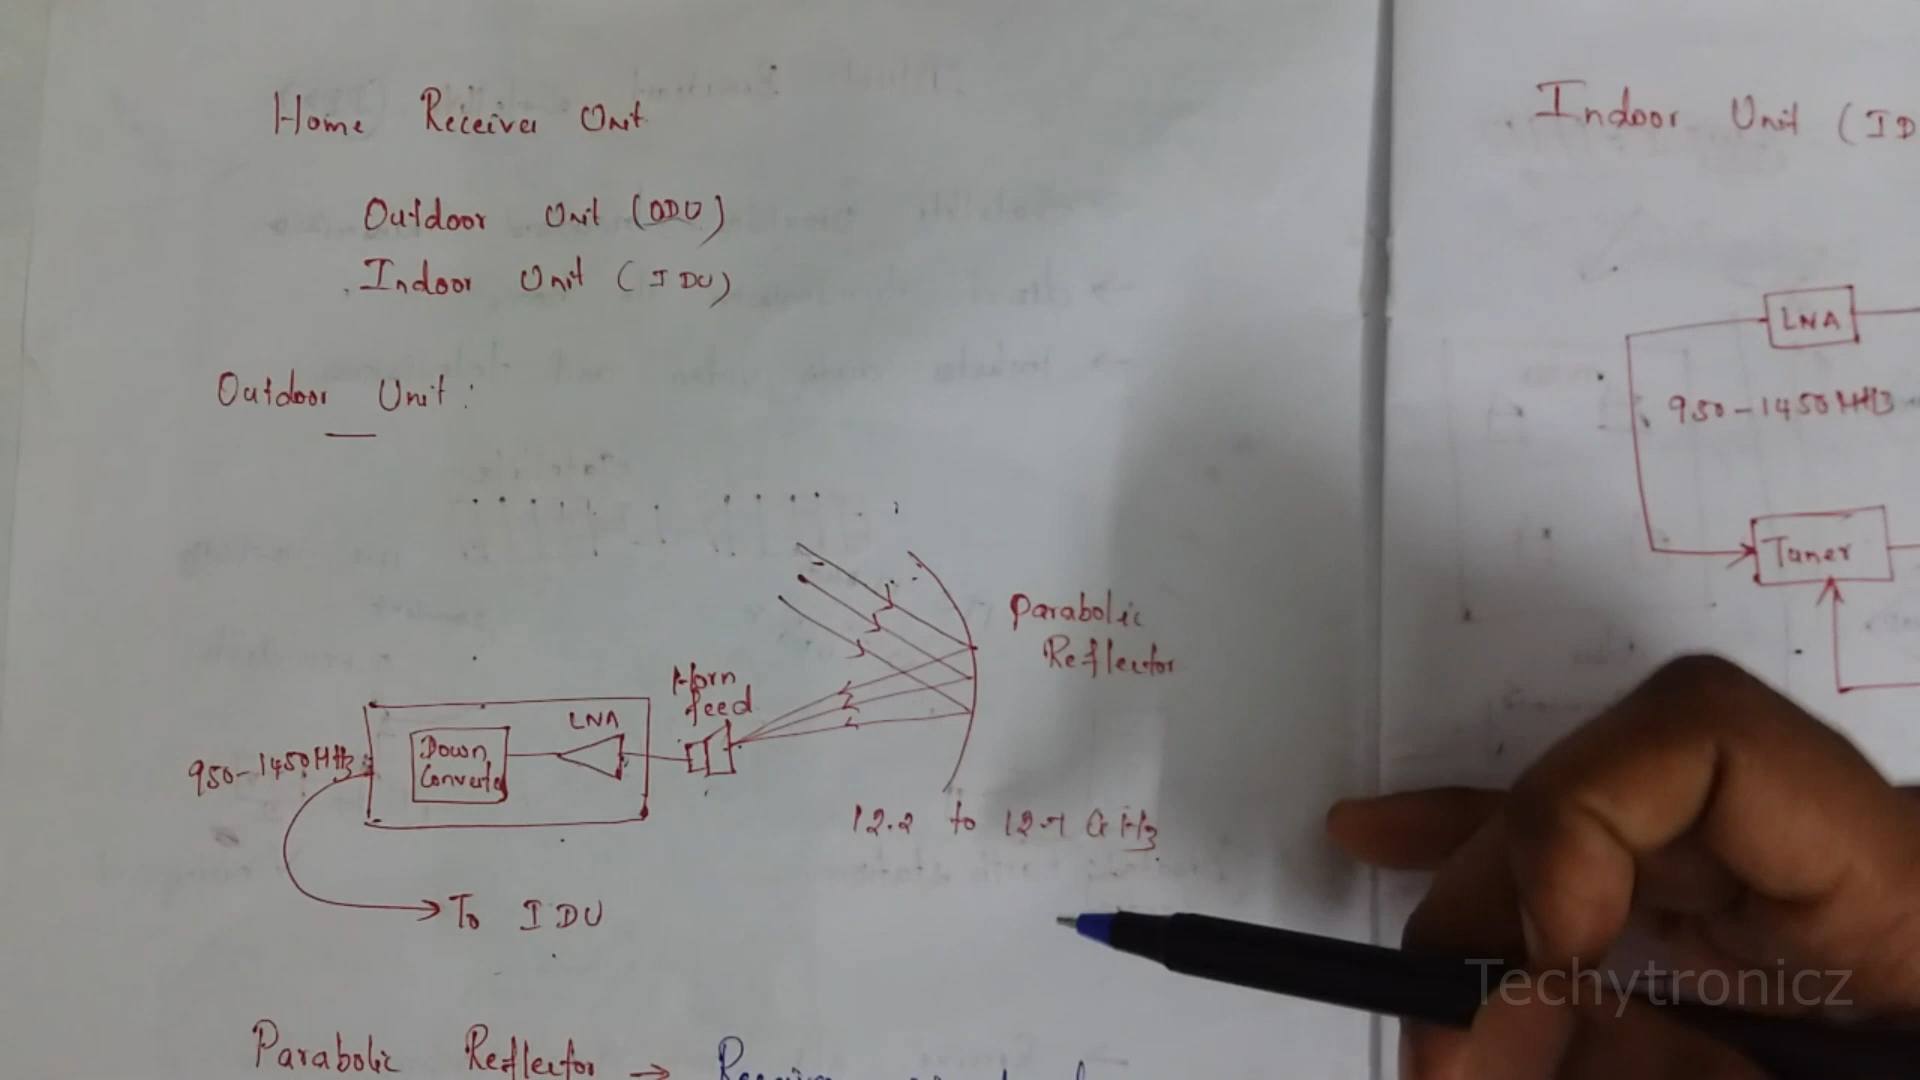 Home Receiver Unit
Outdoor Unit (ODU)
Indoor Unit (IDU)
Outdoor Unit:
Parabolic
Reflector
Horn
feed
LNA
Down
Converter
950-1450MHz
12.2 to 12.7 GHz
To IDU
Parabolic Reflector →
Indoor Unit (ID
LNA
950-1450MHz
Tuner
Techytronicz